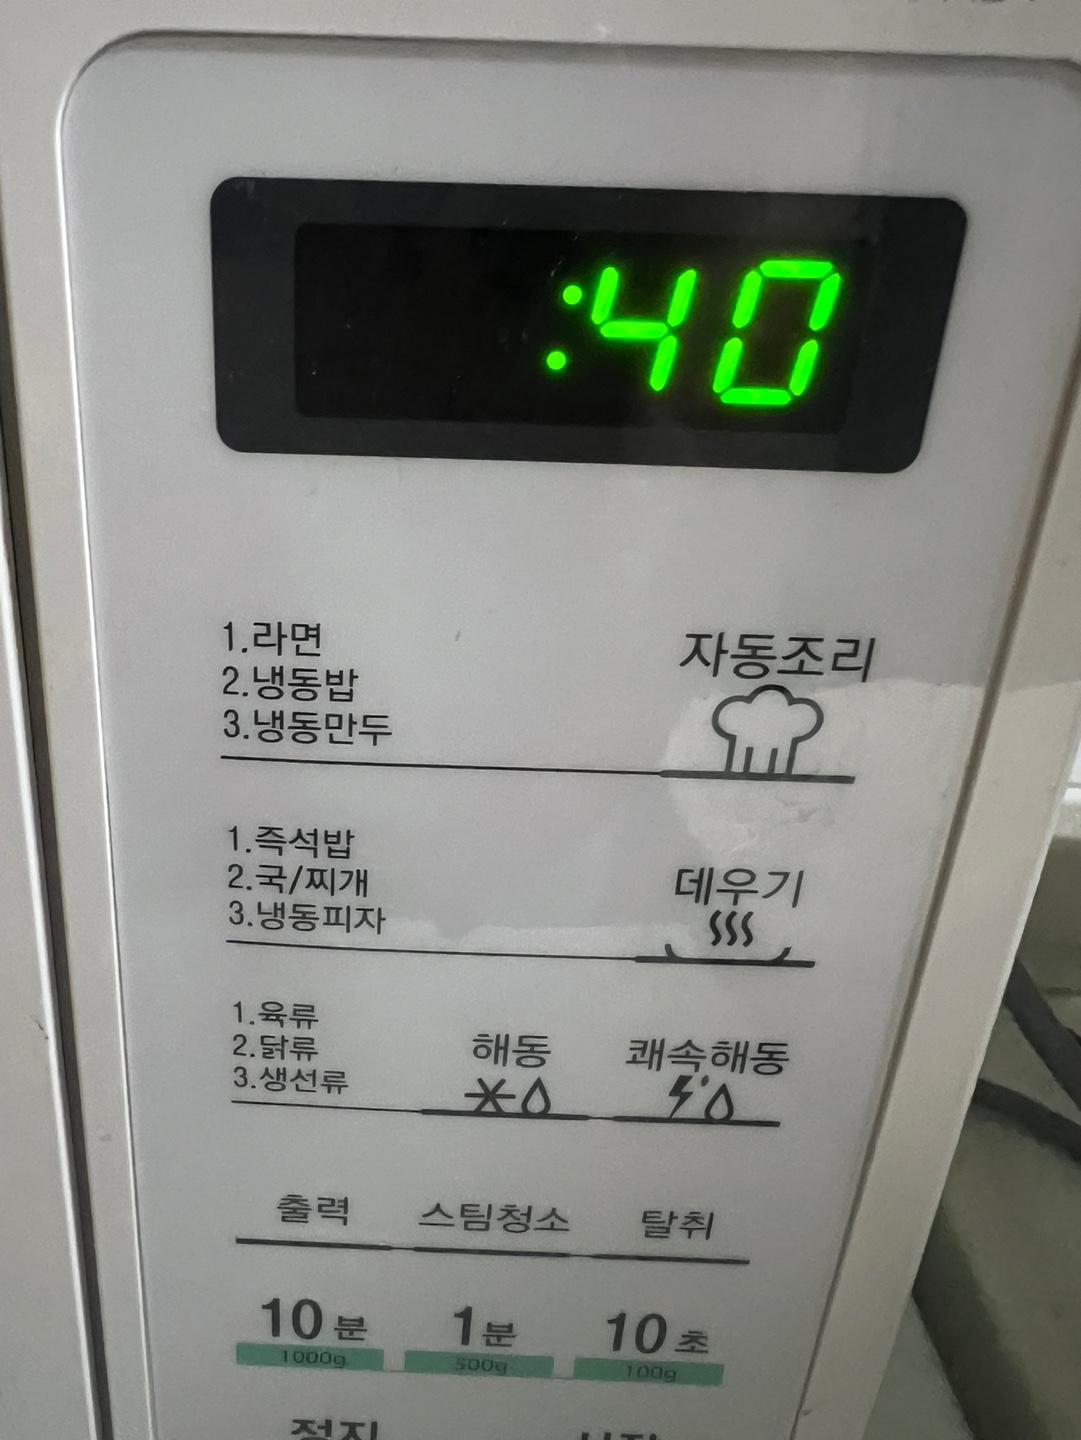 :40
1.라면
2.냉동밥
3.냉동만두
자동조리
1.즉석밥
2.국/찌개
3.냉동피자
데우기
1.육류
2.닭류
3.생선류
해동 쾌속해동
출력 스팀청소 탈취
10분 1분 10초
1000g 500g 100g